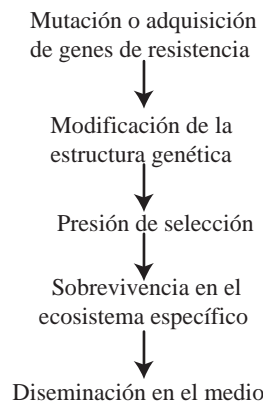 Mutación o adquisición
de genes de resistencia
Modificación de la
estructura genética
Presión de selección
Sobrevivencia en el
ecosistema específico
Diseminación en el medio